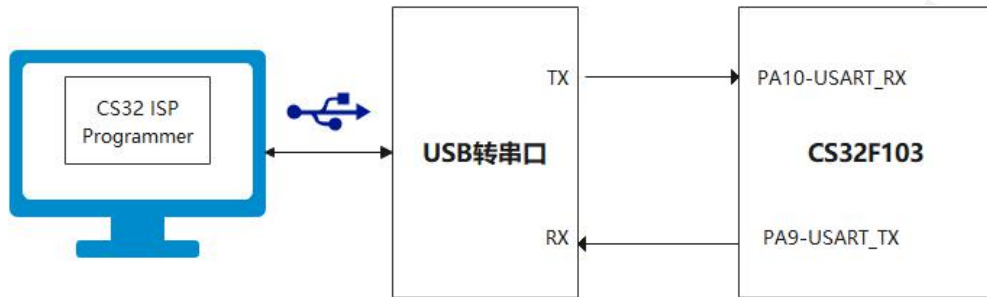 CS32 ISP
Programmer
TX
USB转串口
RX
PA10-USART_RX
CS32F103
PA9-USART_TX